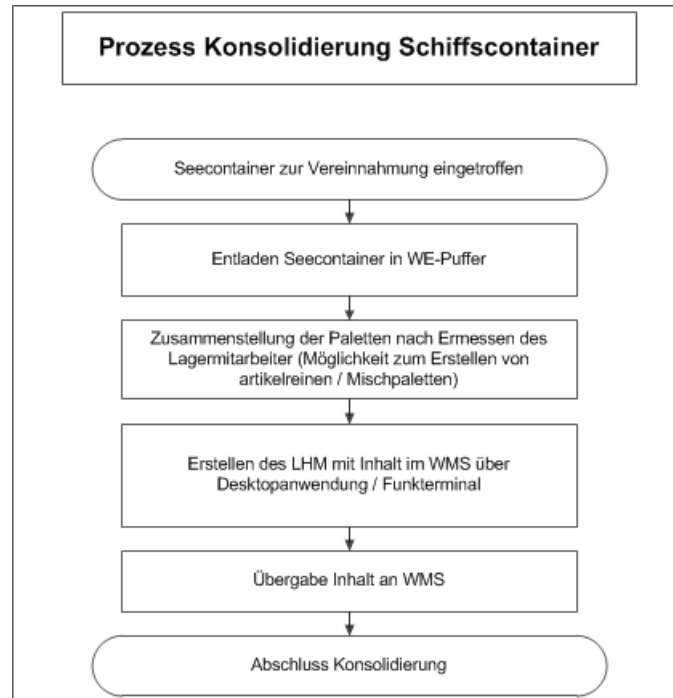 Prozess Konsolidierung Schiffscontainer
Seecontainer zur Vereinnahmung eingetroffen
Entladen Seecontainer in WE-Puffer
Zusammenstellung der Paletten nach Ermessen des
Lagermitarbeiter (Möglichkeit zum Erstellen von
artikelreinen / Mischpaletten)
Erstellen des LHM mit Inhalt im WMS über
Desktopanwendung / Funkterminal
Übergabe Inhalt an WMS
Abschluss Konsolidierung